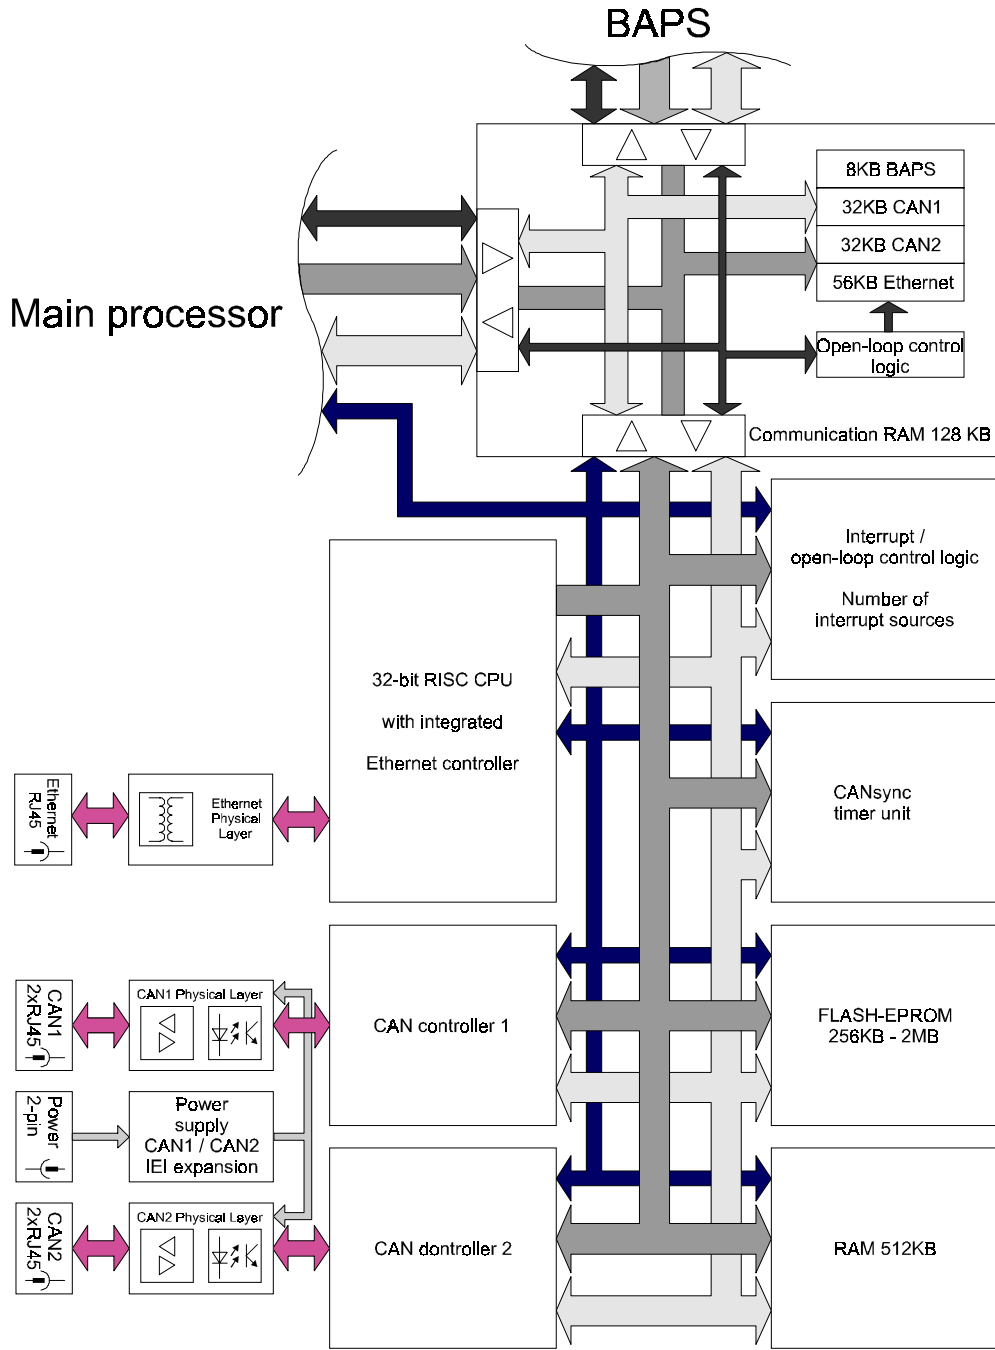 BAPS
8KB BAPS
32KB CAN1
32KB CAN2
56KB Ethernet
Main processor
Open-loop control
logic
Communication RAM 128 KB
Interrupt /
open-loop control logic
Number of
interrupt sources
32-bit RISC CPU
with integrated
Ethernet controller
CANsync
timer unit
Ethernet
RJ45
Ethernet
Physical
Layer
CAN1
2xRJ45
CAN1 Physical Layer
CAN controller 1
FLASH-EPROM
256KB - 2MB
Power
2-pin
Power
supply
CAN1 / CAN2
IEI expansion
CAN2
2xRJ45
CAN2 Physical Layer
CAN dontroller 2
RAM 512KB